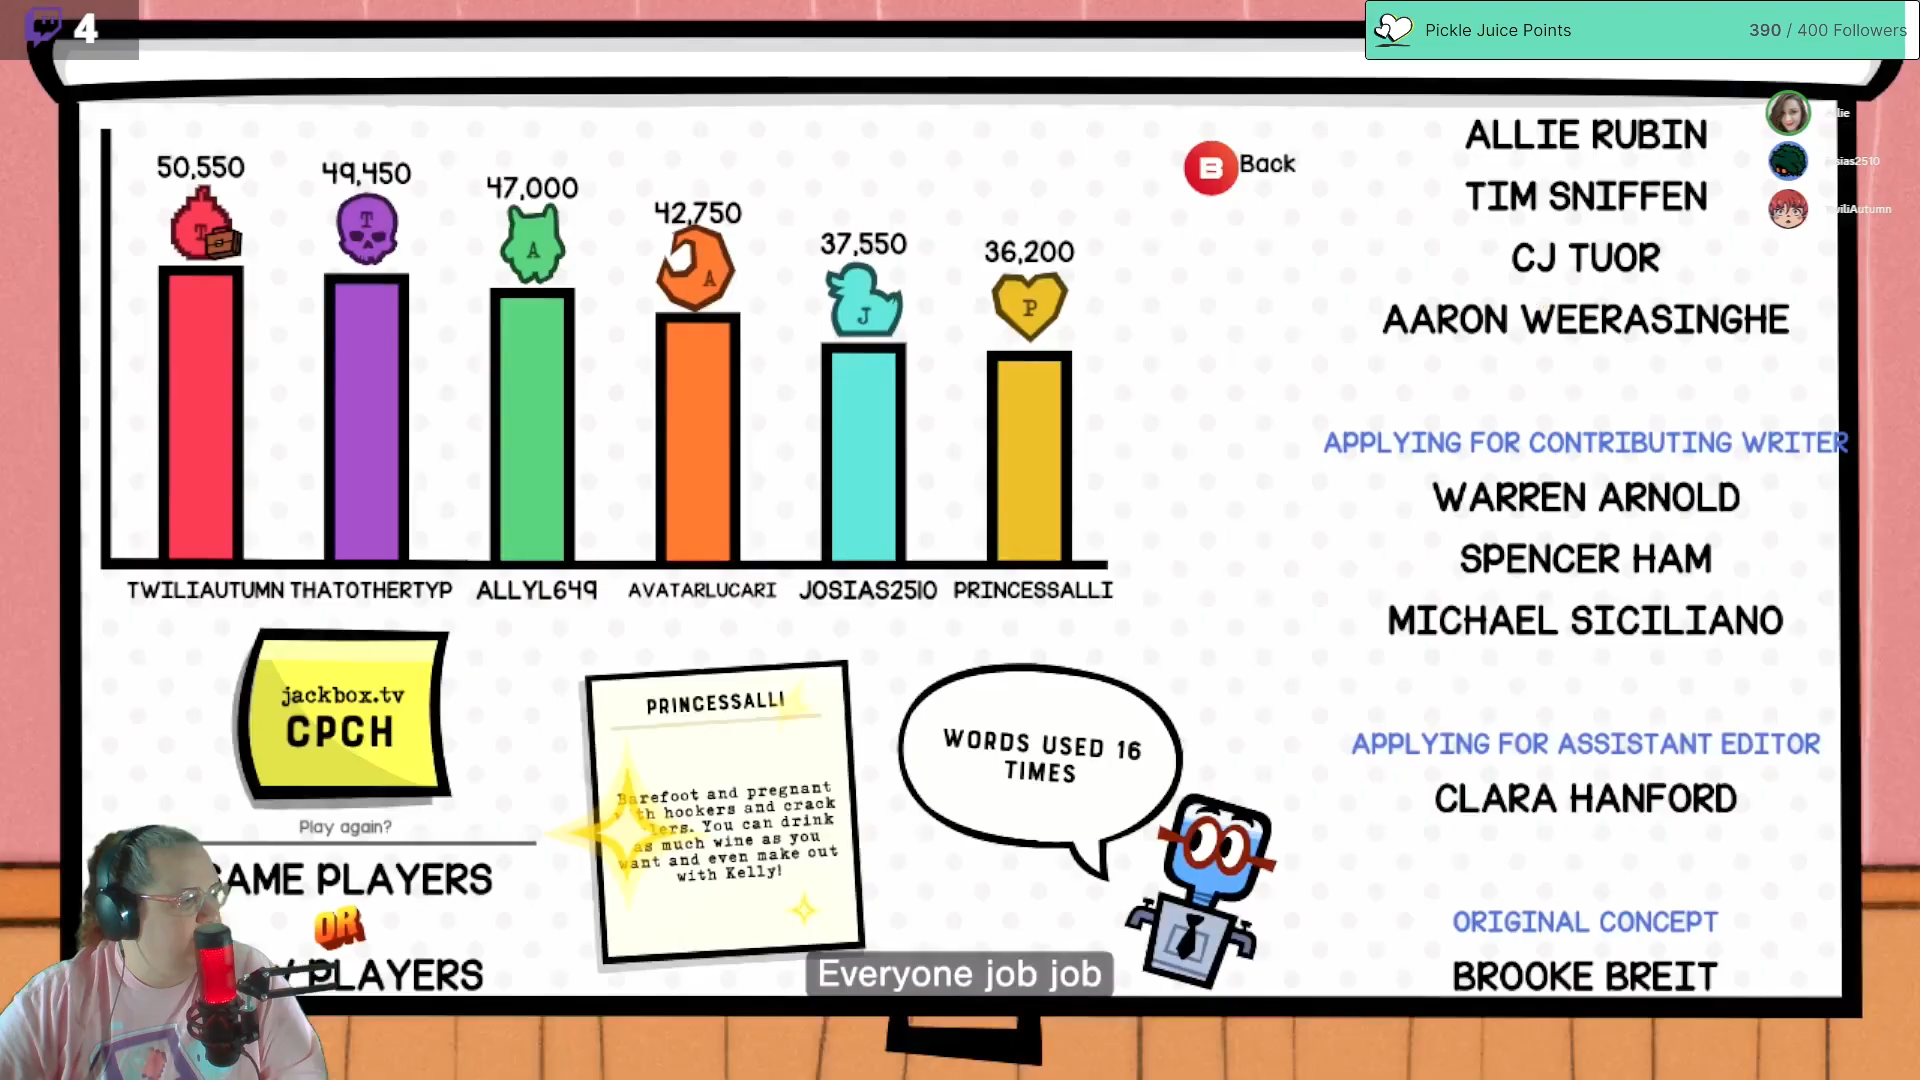 4
Pickle Juice Points
390 / 400 Followers
50,550
49,450
47,000
42,750
37,550
36,200
T
T
A
A
J
P
TWILIAUTUMN
THATOTHERTYP
ALLYL649
AVATARLUCARI
JOSIAS2510
PRINCESSALLI
B Back
ALLIE RUBIN
TIM SNIFFEN
CJ TUOR
AARON WEERASINGHE
APPLYING FOR CONTRIBUTING WRITER
WARREN ARNOLD
SPENCER HAM
MICHAEL SICILIANO
APPLYING FOR ASSISTANT EDITOR
CLARA HANFORD
ORIGINAL CONCEPT
BROOKE BREIT
jackbox.tv
CPCH
Play again?
SAME PLAYERS
OR
PLAYERS
PRINCESSALLI
Barefoot and pregnant
with hookers and crack
You can drink
as much wine as you
want and even make out
with Kelly!
WORDS USED 16
TIMES
Everyone job job